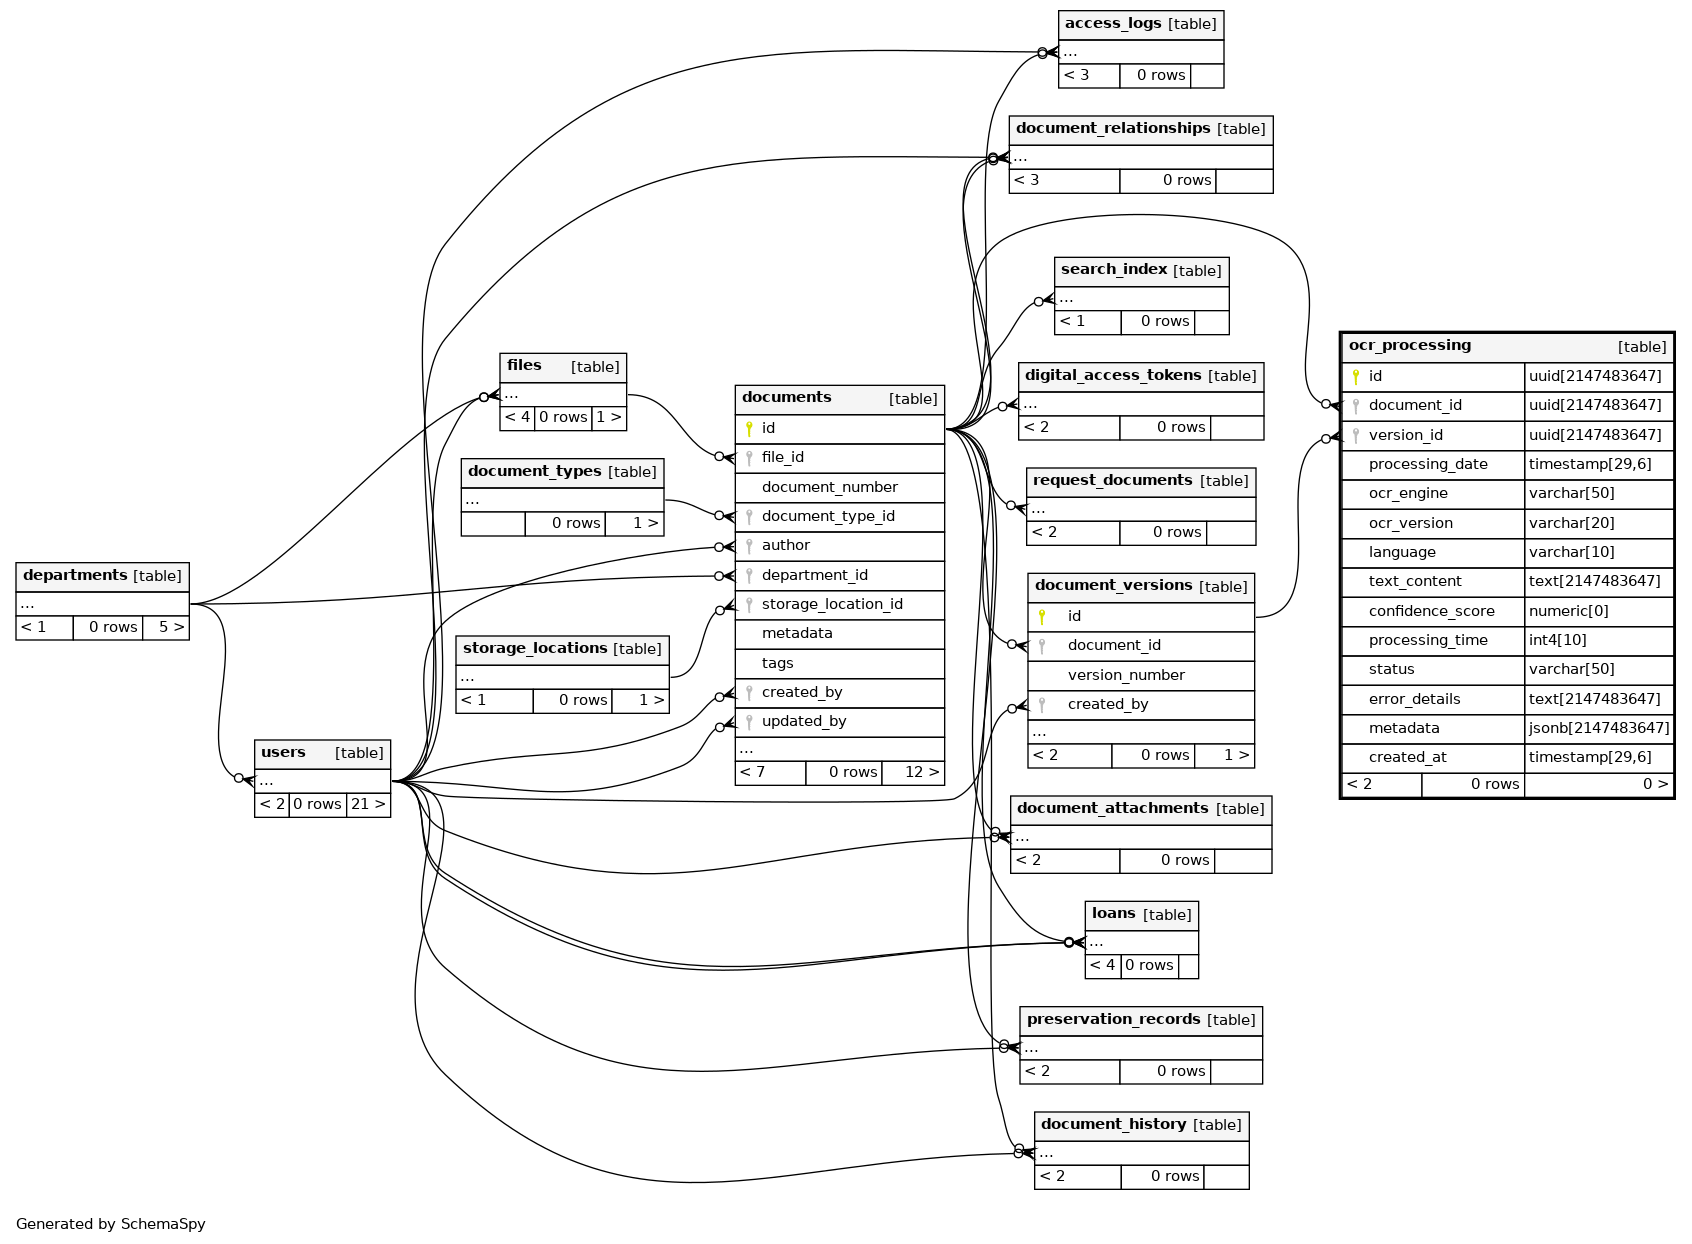 access_logs [table]
...
< 3 0 rows
document_relationships [table]
...
< 3 0 rows
search_index [table]
...
< 1 0 rows
digital_access_tokens [table]
...
< 2 0 rows
request_documents [table]
...
< 2 0 rows
document_versions [table]
id
document_id
version_number
created_by
...
< 2 0 rows 1 >
document_attachments [table]
...
< 2 0 rows
loans [table]
...
< 4 0 rows
preservation_records [table]
...
< 2 0 rows
document_history [table]
...
< 2 0 rows
ocr_processing [table]
id uuid[2147483647]
document_id uuid[2147483647]
version_id uuid[2147483647]
processing_date timestamp[29,6]
ocr_engine varchar[50]
ocr_version varchar[20]
language varchar[10]
text_content text[2147483647]
confidence_score numeric[0]
processing_time int4[10]
status varchar[50]
error_details text[2147483647]
metadata jsonb[2147483647]
created_at timestamp[29,6]
< 2 0 rows 0 >
files [table]
...
< 4 0 rows 1 >
document_types [table]
...
0 rows 1 >
documents [table]
id
file_id
document_number
document_type_id
author
department_id
storage_location_id
metadata
tags
created_by
updated_by
...
< 7 0 rows 12 >
departments [table]
...
< 1 0 rows 5 >
storage_locations [table]
...
< 1 0 rows 1 >
users [table]
...
< 2 0 rows 21 >
Generated by SchemaSpy